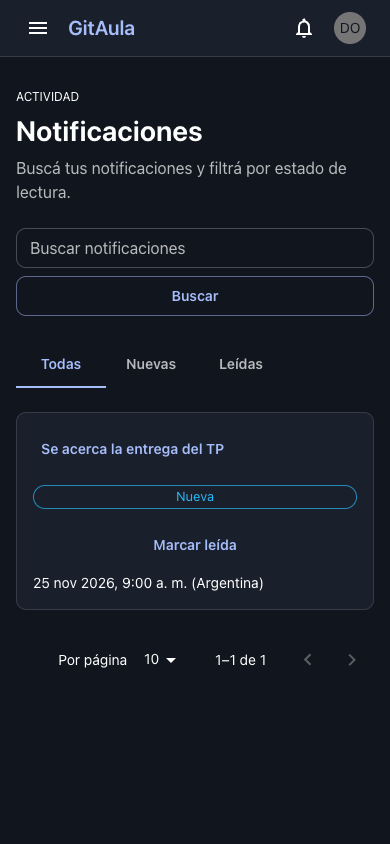 GitAula
DO
ACTIVIDAD
Notificaciones
Buscá tus notificaciones y filtrá por estado de
lectura.
Buscar notificaciones
Buscar
Todas
Nuevas
Leídas
Se acerca la entrega del TP
Nueva
Marcar leída
25 nov 2026, 9:00 a. m. (Argentina)
Por página 10 1–1 de 1